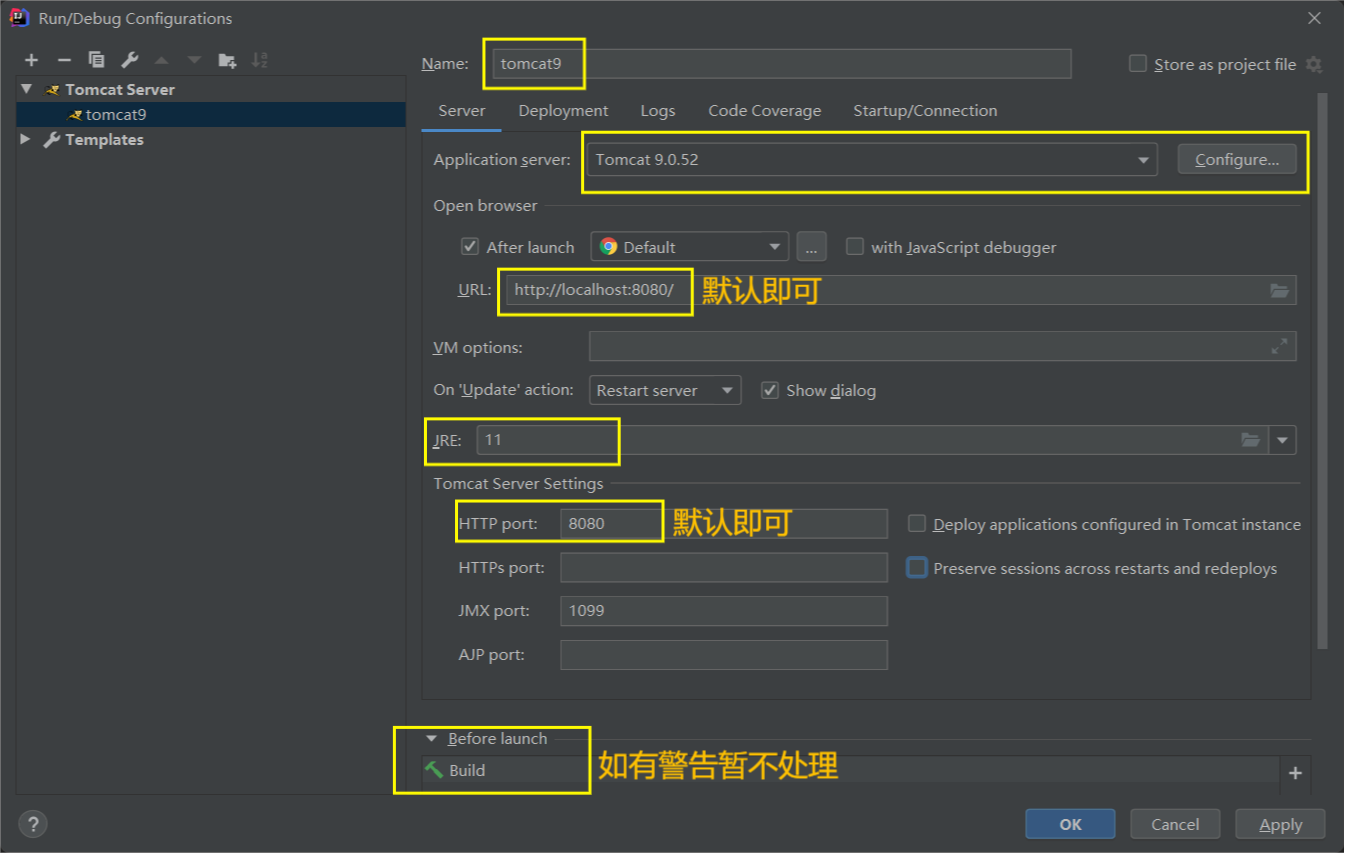 Run/Debug Configurations
Tomcat Server
tomcat9
Templates
Name: tomcat9
Store as project file
Server Deployment Logs Code Coverage Startup/Connection
Application server: Tomcat 9.0.52 Configure...
Open browser
After launch Default ... with JavaScript debugger
URL: http://localhost:8080/ 默认即可
VM options:
On 'Update' action: Restart server Show dialog
JRE: 11
Tomcat Server Settings
HTTP port: 8080 默认即可 Deploy applications configured in Tomcat instance
HTTPs port: Preserve sessions across restarts and redeploys
JMX port: 1099
AJP port:
Before launch
Build 如有警告暂不处理
? OK Cancel Apply